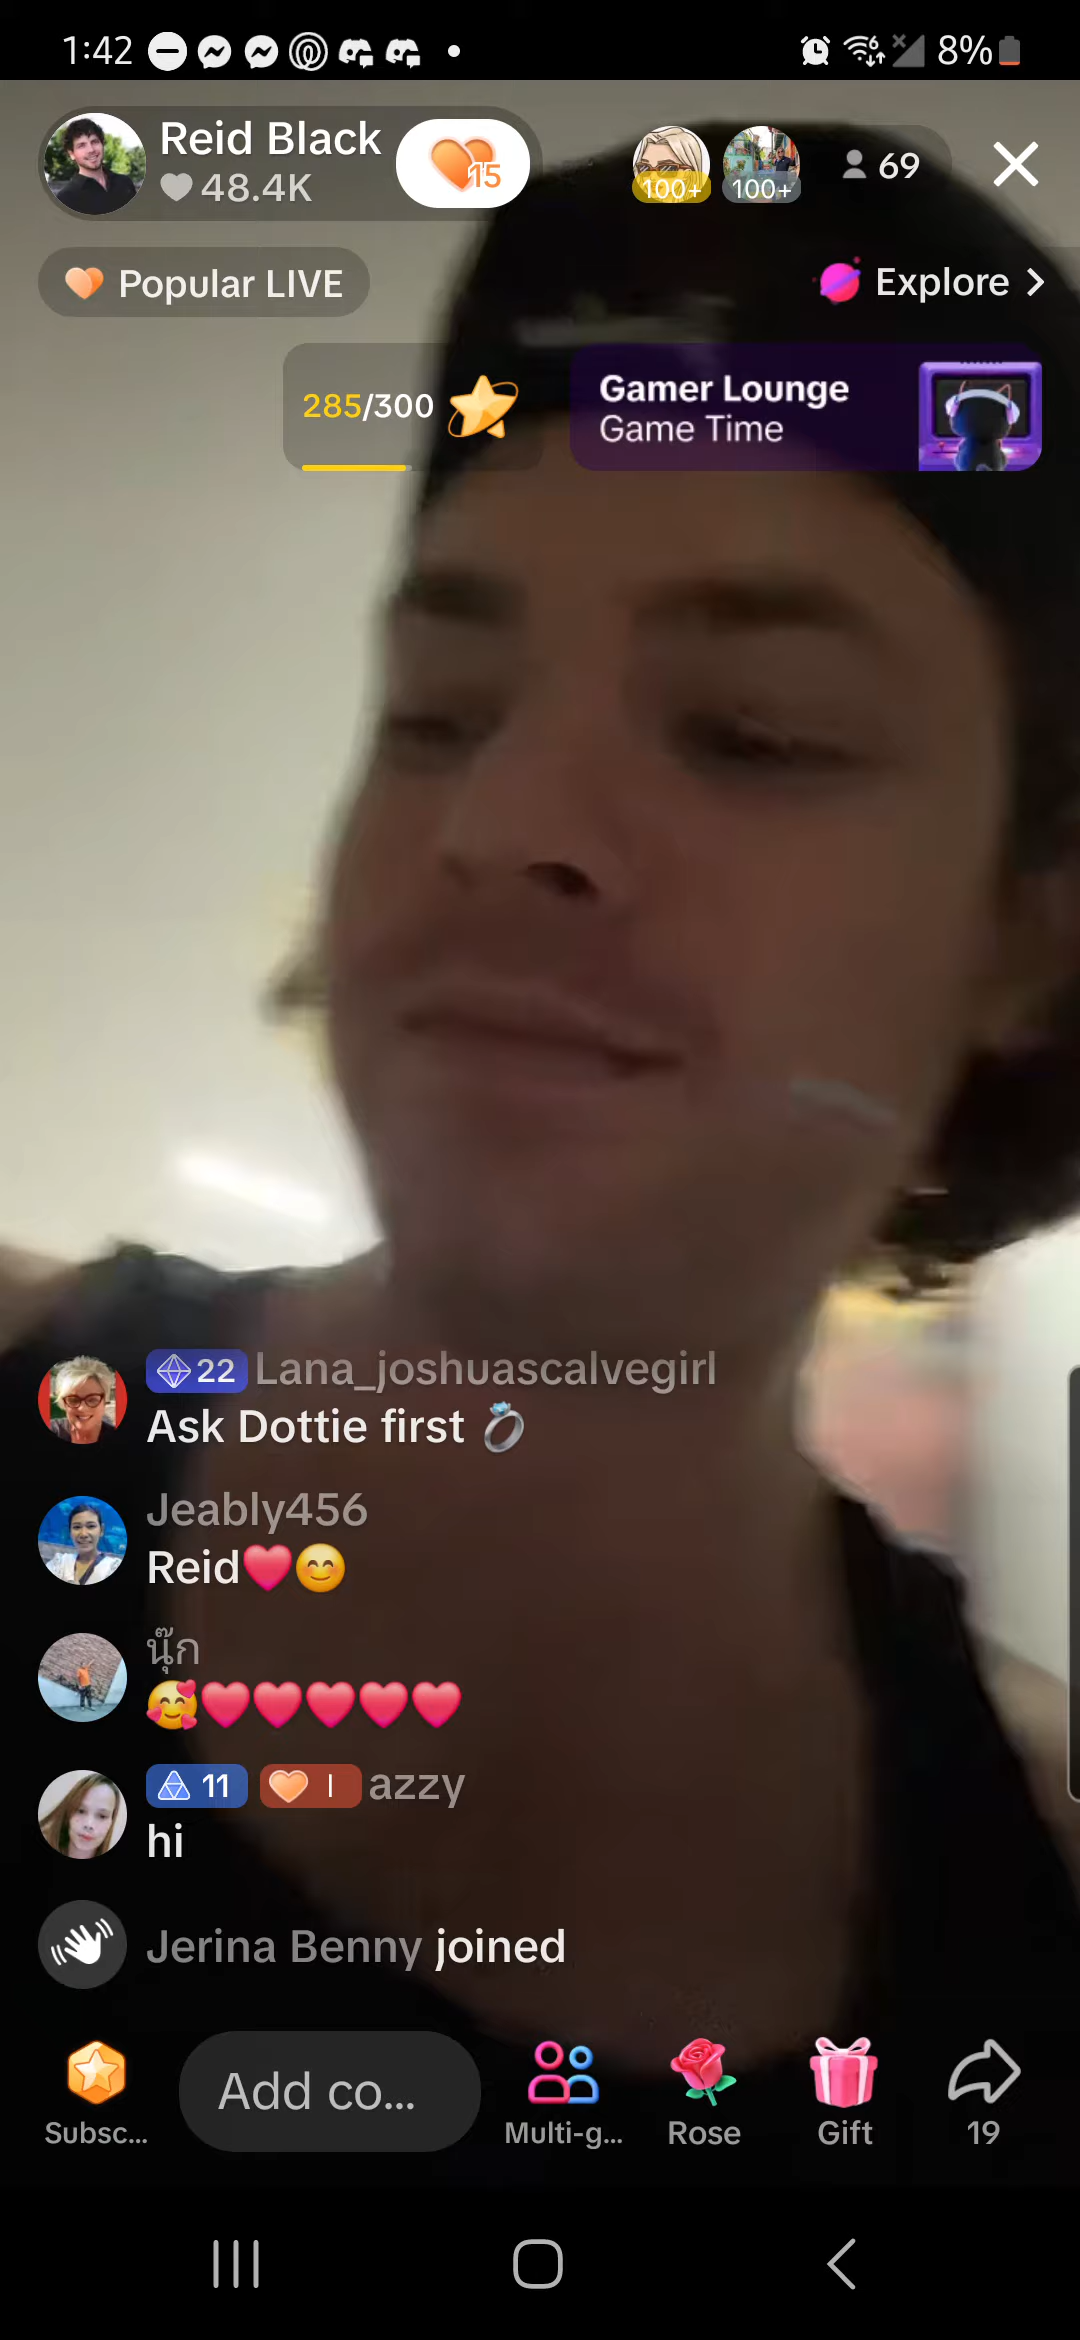 1:42
8%
Reid Black
48.4K
15
100+
100+
69
Popular LIVE
Explore
285/300
Gamer Lounge
Game Time
22 Lana_joshuascalvegirl
Ask Dottie first 💍
Jeably456
Reid❤️😊
นุ๊ก
🥰❤️❤️❤️❤️❤️
11 I azzy
hi
Jerina Benny joined
Subsc...
Add co...
Multi-g...
Rose
Gift
19